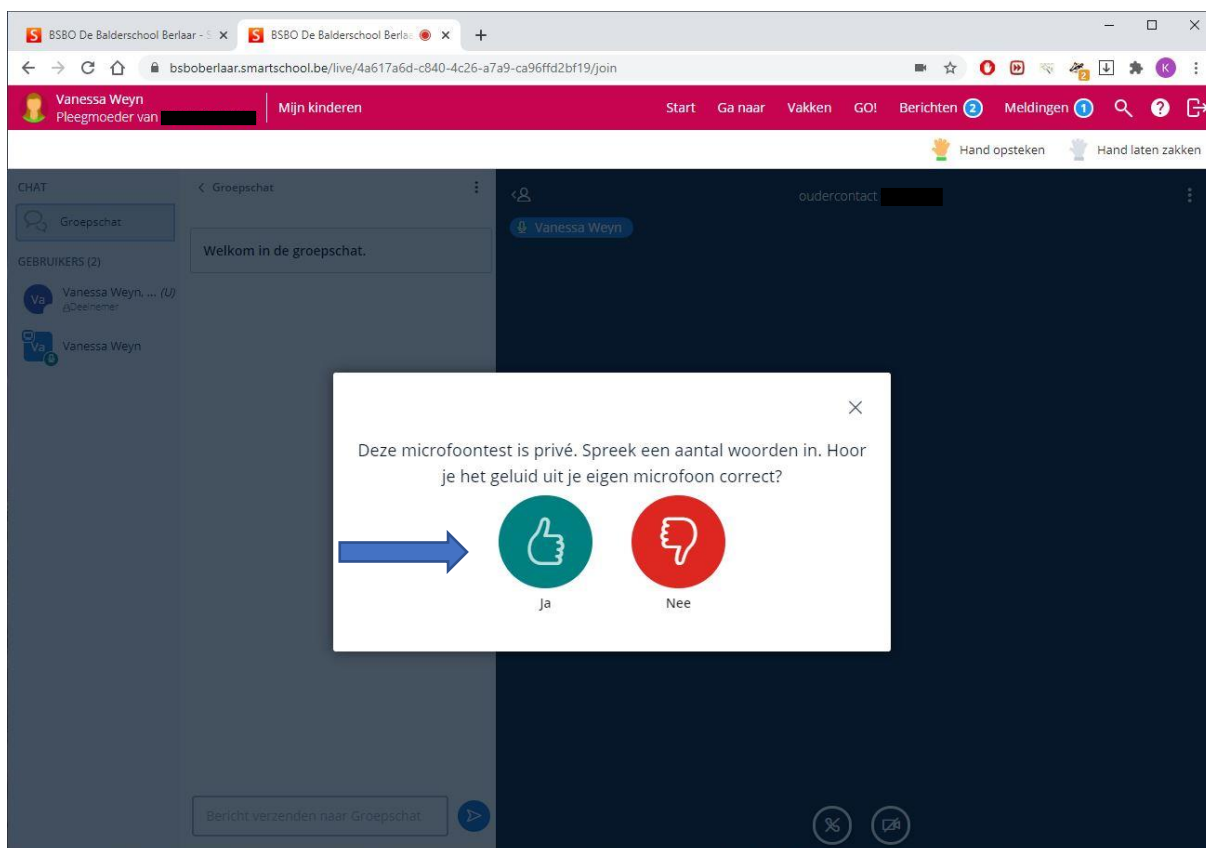 BSBO De Balderschool Berlaar - S
BSBO De Balderschool Berla
bsboberlaar.smartschool.be/live/4a617a6d-c840-4c26-a7a9-ca96ffd2bf19/join
2
K
Vanessa Weyn
Pleegmoeder van
Mijn kinderen
Start
Ga naar
Vakken
GO!
Berichten 2
Meldingen 1
Hand opsteken
Hand laten zakken
CHAT
Groepschat
GEBRUIKERS (2)
Va
Vanessa Weyn, ... (U)
Deelnemer
Va
Vanessa Weyn
Groepschat
Welkom in de groepschat.
Bericht verzenden naar Groepschat
oudercontact
Vanessa Weyn
Deze microfoontest is privé. Spreek een aantal woorden in. Hoor
je het geluid uit je eigen microfoon correct?
Ja
Nee